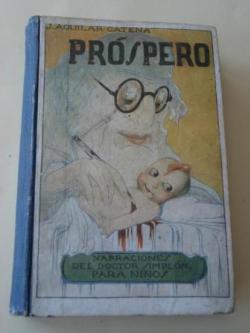 J. AGUILAR CATENA
PRÓSPERO
NARRACIONES
DEL DOCTOR SIMPLÓN,
PARA NIÑOS